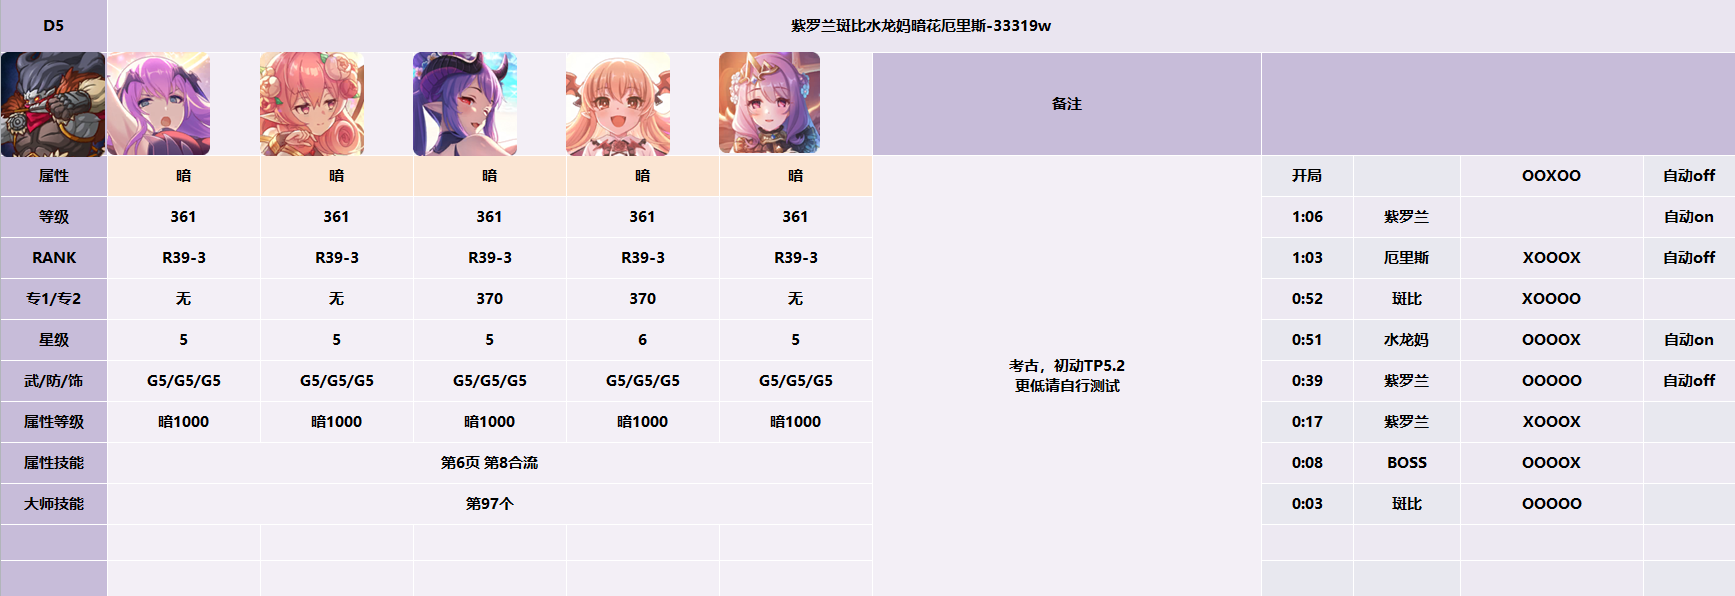 D5 紫罗兰斑比水龙妈暗花厄里斯-33319w
备注
属性 暗 暗 暗 暗 暗
等级 361 361 361 361 361
RANK R39-3 R39-3 R39-3 R39-3 R39-3
专1/专2 无 无 370 370 无
星级 5 5 5 6 5
武/防/饰 G5/G5/G5 G5/G5/G5 G5/G5/G5 G5/G5/G5 G5/G5/G5
属性等级 暗1000 暗1000 暗1000 暗1000 暗1000
属性技能 第6页 第8合流
大师技能 第97个
考古，初动TP5.2
更低请自行测试
开局 OOXOO 自动off
1:06 紫罗兰 自动on
1:03 厄里斯 XOOOX 自动off
0:52 斑比 XOOOO
0:51 水龙妈 OOOOX 自动on
0:39 紫罗兰 OOOOO 自动off
0:17 紫罗兰 XOOOX
0:08 BOSS OOOOX
0:03 斑比 OOOOO